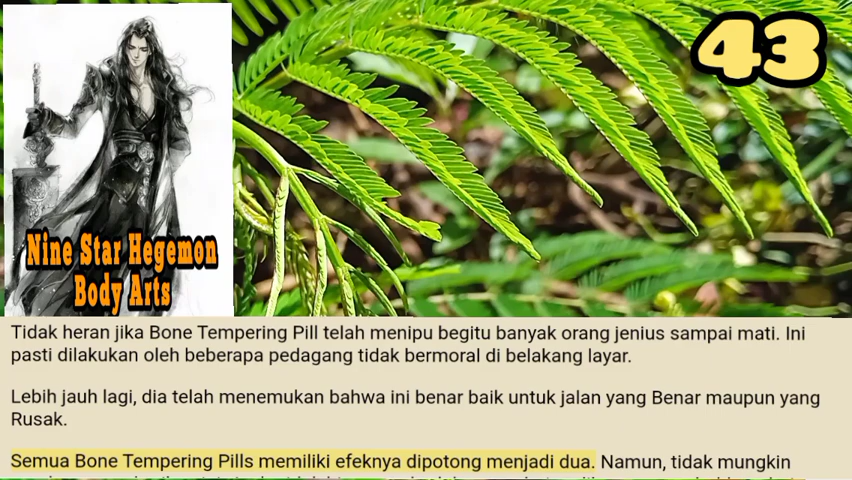 43
Nine Star Hegemon
Body Arts
Tidak heran jika Bone Tempering Pill telah menipu begitu banyak orang jenius sampai mati. Ini
pasti dilakukan oleh beberapa pedagang tidak bermoral di belakang layar.
Lebih jauh lagi, dia telah menemukan bahwa ini benar baik untuk jalan yang Benar maupun yang
Rusak.
Semua Bone Tempering Pills memiliki efeknya dipotong menjadi dua. Namun, tidak mungkin